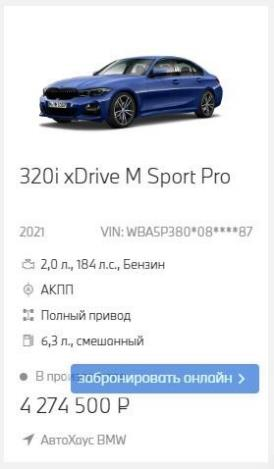 320i xDrive M Sport Pro
2021 VIN: WBA5P380*08****87
2,0 л., 184 л.с., Бензин
АКПП
Полный привод
6,3 л., смешанный
В
забронировать онлайн >
4 274 500 ₽
АвтоХаус BMW